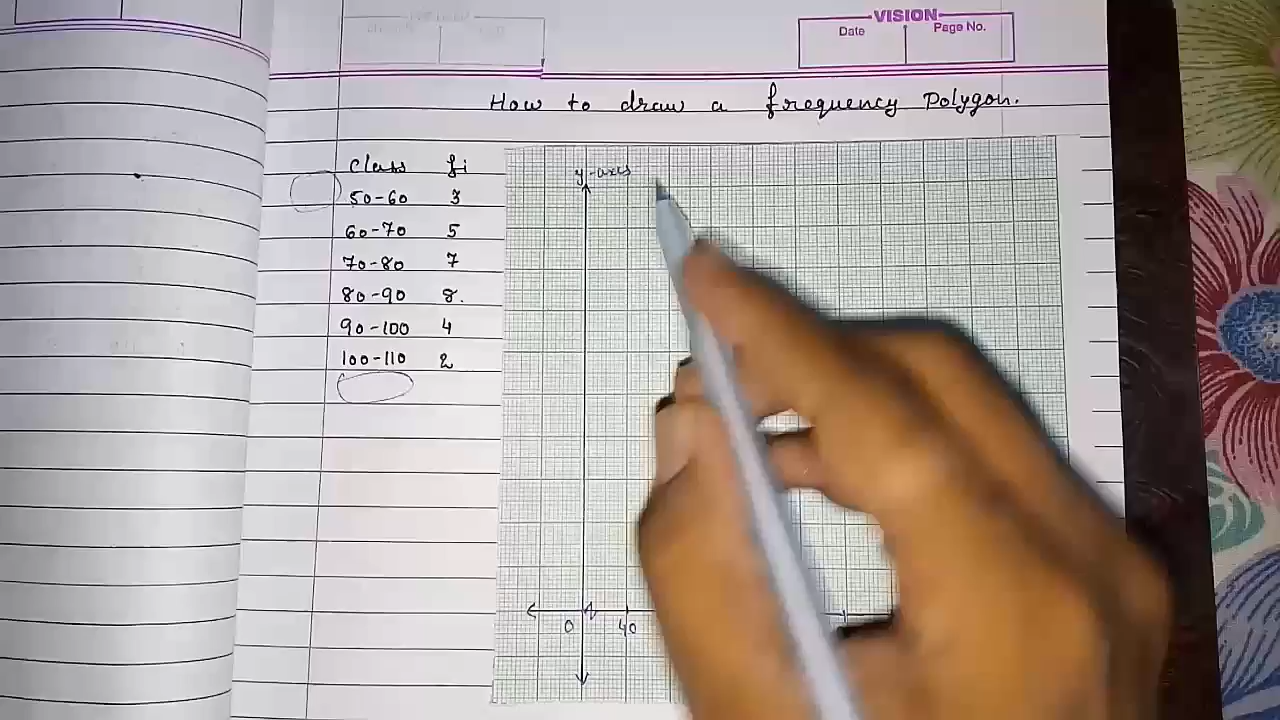 VISION
Date Page No.
How to draw a frequency Polygon.
Class fi
50-60 3
60-70 5
70-80 7
80-90 8.
90-100 4
100-110 2
y-axis
0 40